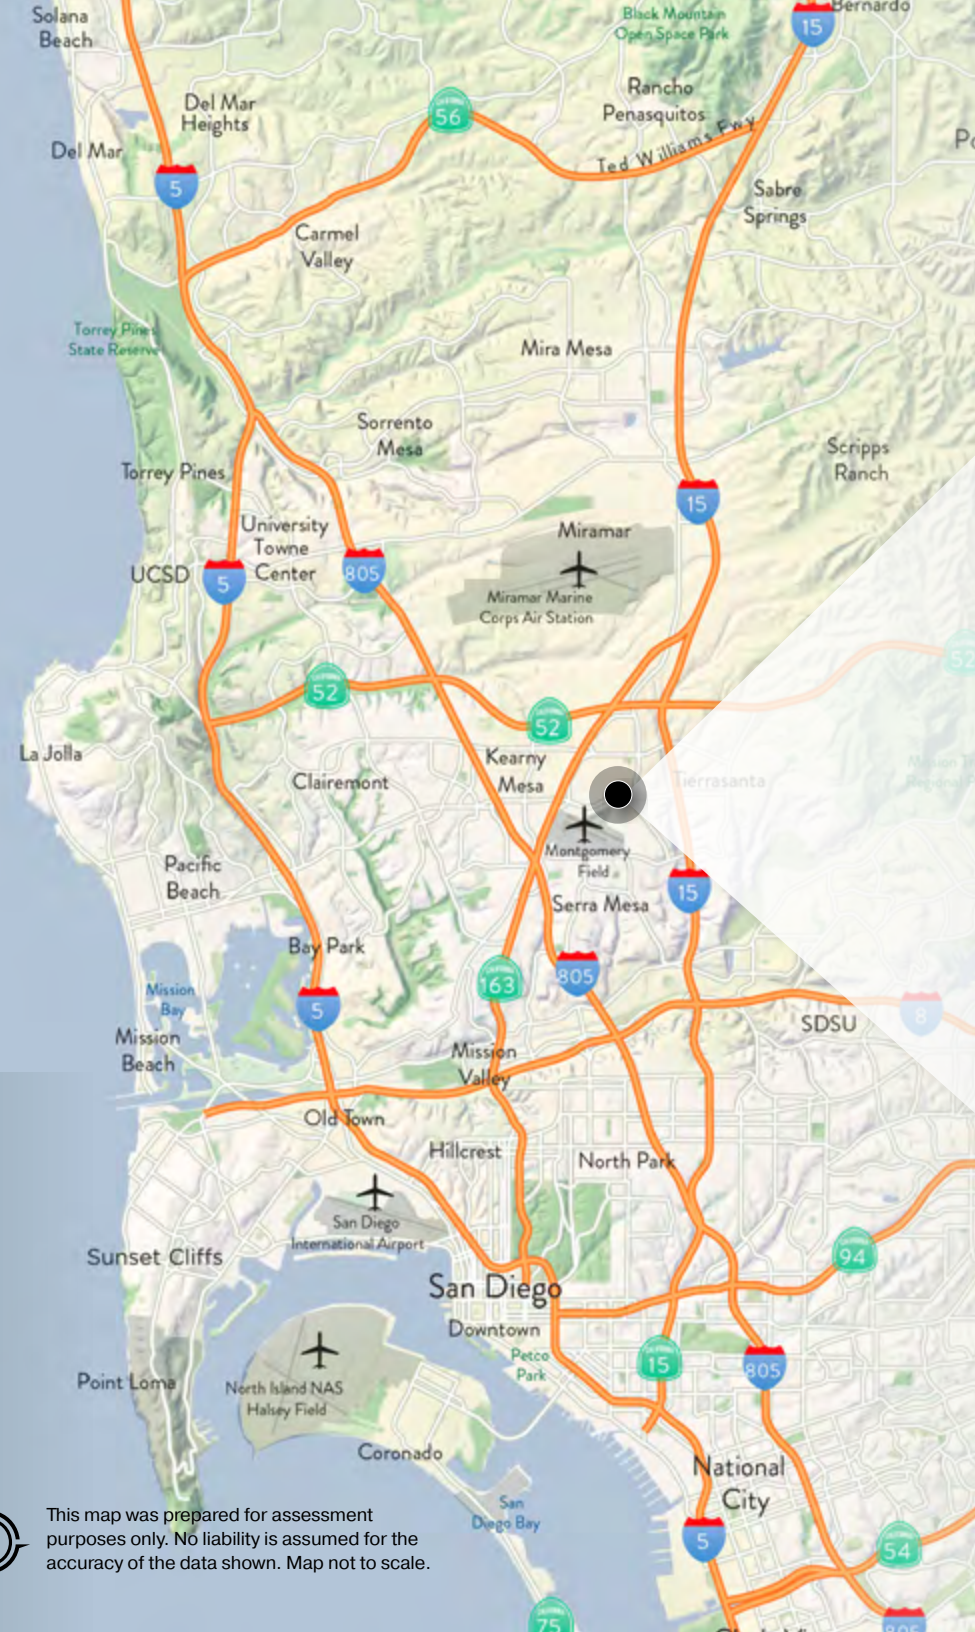 Solana
Beach
Black Mountain
Open Space Park
15
Bernardo
Rancho
Penasquitos
Del Mar
Heights
CALIFORNIA
56
Del Mar
Ted Williams Fwy
5
Sabre
Springs
Carmel
Valley
Torrey Pines
State Reserve
Mira Mesa
Sorrento
Mesa
Scripps
Ranch
Torrey Pines
15
University
Towne
Center
Miramar
UCSD
5
805
Miramar Marine
Corps Air Station
52
52
52
La Jolla
Kearny
Mesa
Clairemont
Tierrasanta
Montgomery
Field
Pacific
Beach
15
Serra Mesa
Bay Park
163
805
Mission
Bay
5
8
SDSU
Mission
Beach
Mission
Valley
Old Town
Hillcrest
North Park
San Diego
International Airport
Sunset Cliffs
94
San Diego
Downtown
Petco
Park
15
805
Point Loma
North Island NAS
Halsey Field
Coronado
National
City
San
Diego Bay
This map was prepared for assessment
purposes only. No liability is assumed for the
accuracy of the data shown. Map not to scale.
5
54
75
805